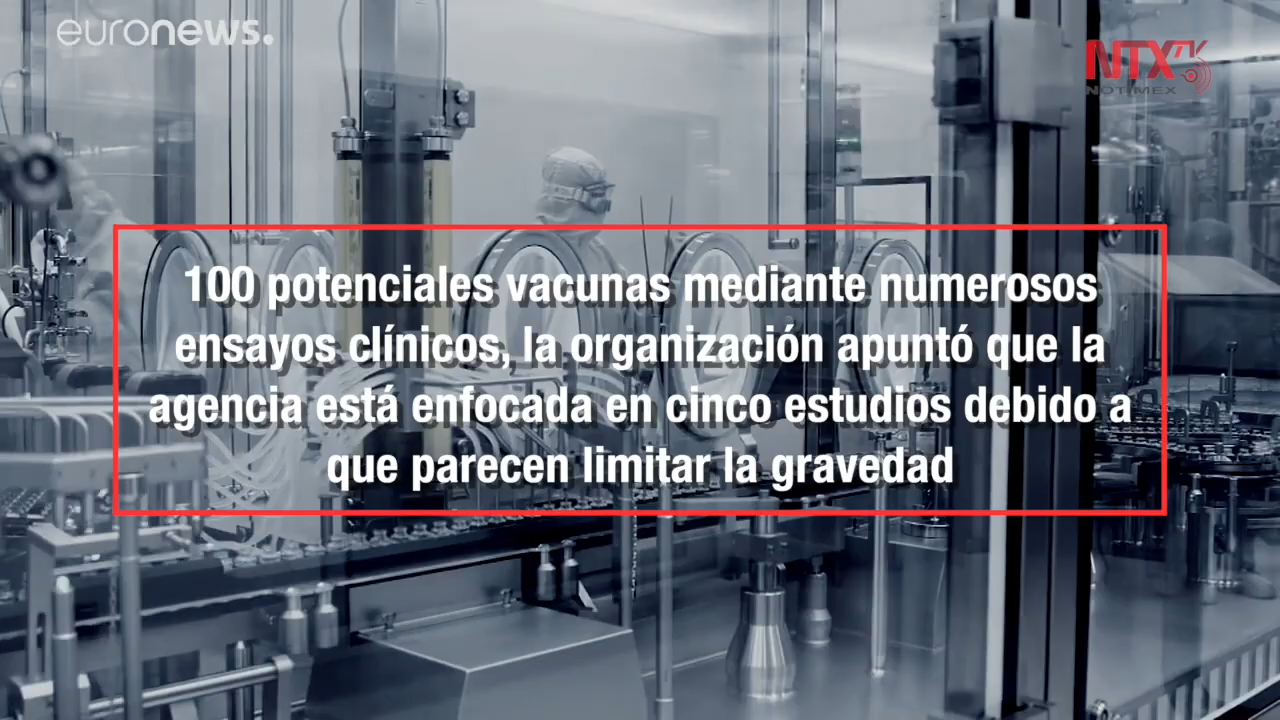 euronews.
NTX TV
NOTIMEX
100 potenciales vacunas mediante numerosos
ensayos clínicos, la organización apuntó que la
agencia está enfocada en cinco estudios debido a
que parecen limitar la gravedad